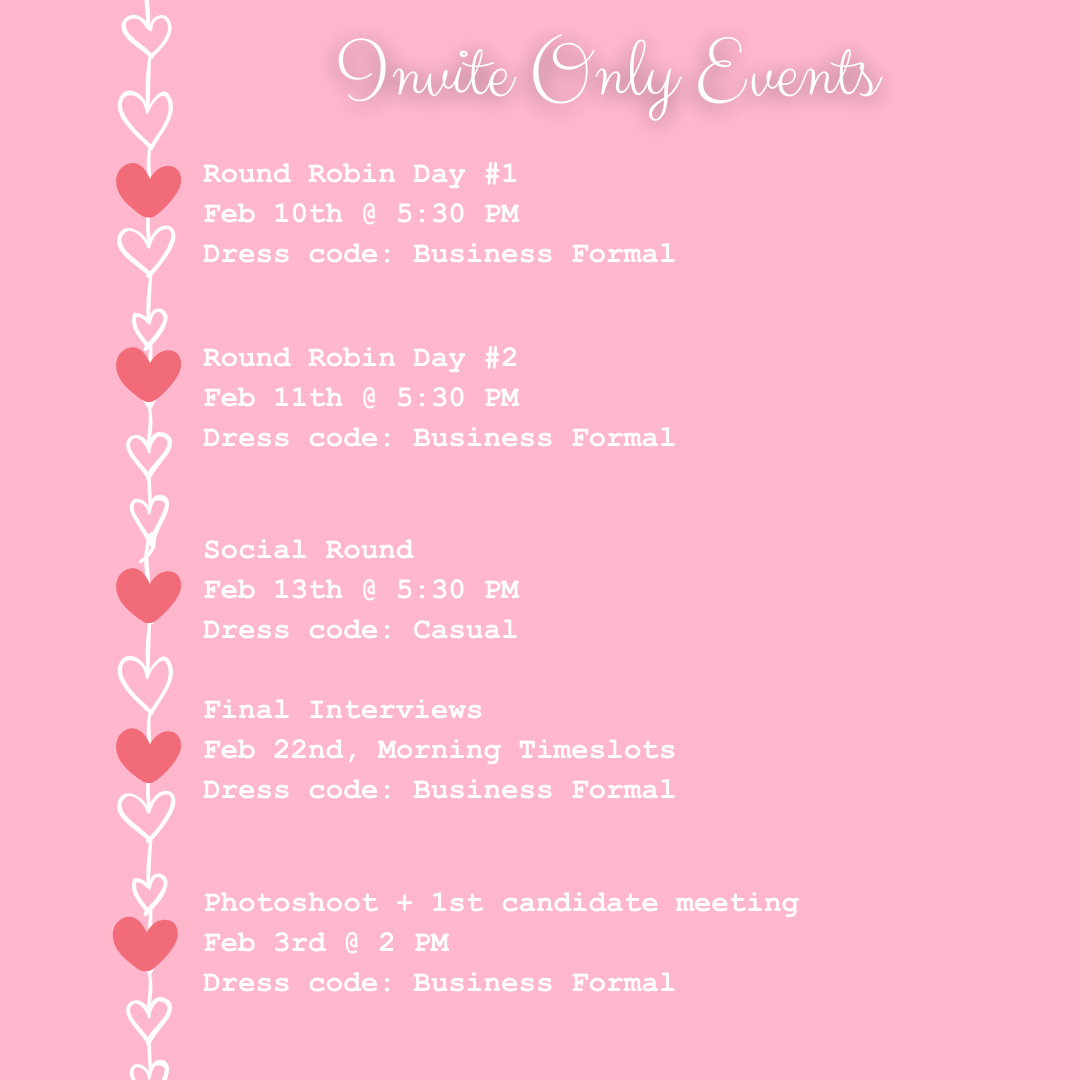 Invite Only Events
Round Robin Day #1
Feb 10th @ 5:30 PM
Dress code: Business Formal
Round Robin Day #2
Feb 11th @ 5:30 PM
Dress code: Business Formal
Social Round
Feb 13th @ 5:30 PM
Dress code: Casual
Final Interviews
Feb 22nd, Morning Timeslots
Dress code: Business Formal
Photoshoot + 1st candidate meeting
Feb 3rd @ 2 PM
Dress code: Business Formal